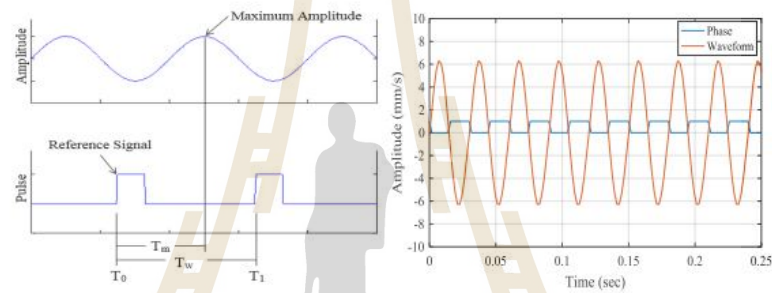 Maximum Amplitude
Amplitude
Reference Signal
Pulse
Tm
Tw
T0
T1
Phase
Waveform
Amplitude (mm/s)
10
8
6
4
2
0
-2
-4
-6
-8
-10
0
0.05
0.1
0.15
0.2
0.25
Time (sec)